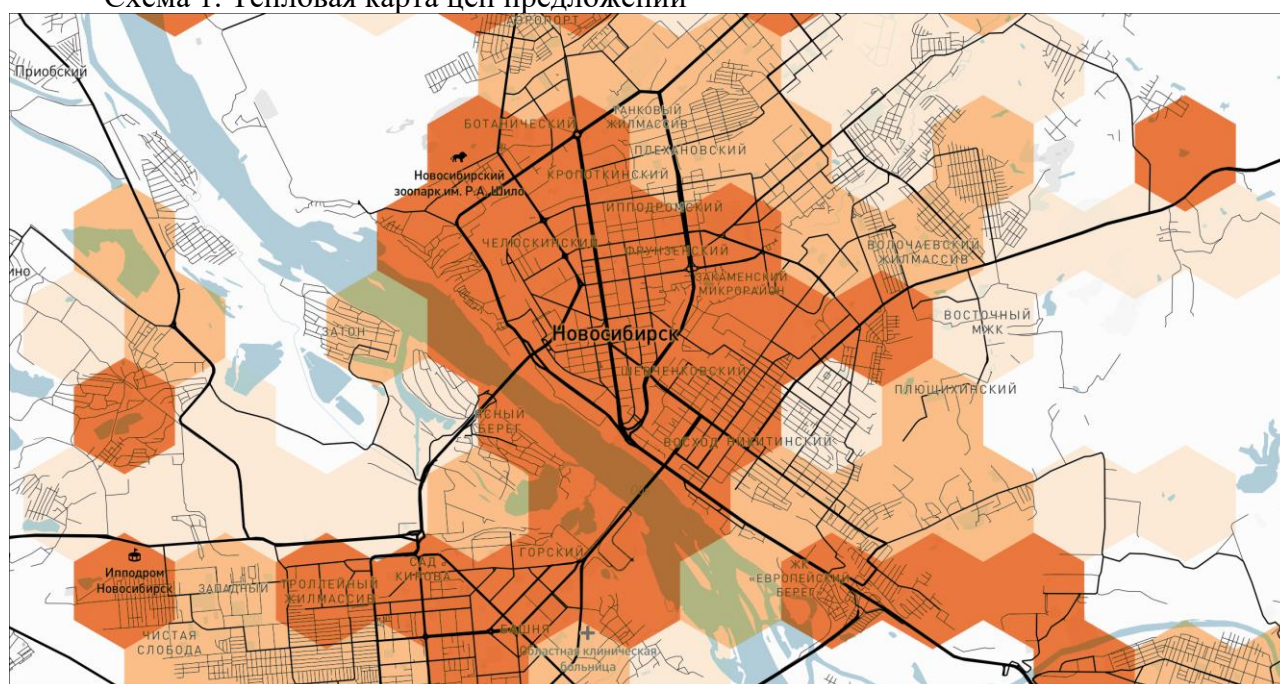 Схема 1. Тепловая карта цен предложений
АЭРОПОРТ
Приобский
БОТАНИЧЕСКИЙ
ТАНКОВЫЙ
ЖИЛМАССИВ
ПЛЕХАНОВСКИЙ
Новосибирский
зоопарк им. Р.А. Шило
КРОПОТКИНСКИЙ
ИППОДРОМСКИЙ
ЧЕЛЮСКИНСКИЙ
ФРУНЗЕНСКИЙ
ВОЛОЧАЕВСКИЙ
ЖИЛМАССИВ
ино
ЗАКАМЕНСКИЙ
МИКРОРАЙОН
ВОСТОЧНЫЙ
МЖК
ЗАТОН
Новосибирск
ШЕВЧЕНКОВСКИЙ
ПЛЮЩИХИНСКИЙ
ЯСНЫЙ
БЕРЕГ
ВОСХОД
НИКИТИНСКИЙ
ГОРСКИЙ
Ипподром
Новосибирск
ЗАПАДНЫЙ
ТРОЛЛЕЙНЫЙ
ЖИЛМАССИВ
САД
КИРОВА
ЖК
«ЕВРОПЕЙСКИЙ
БЕРЕГ»
ЧИСТАЯ
СЛОБОДА
БАШНЯ
Областная клиническая
больница